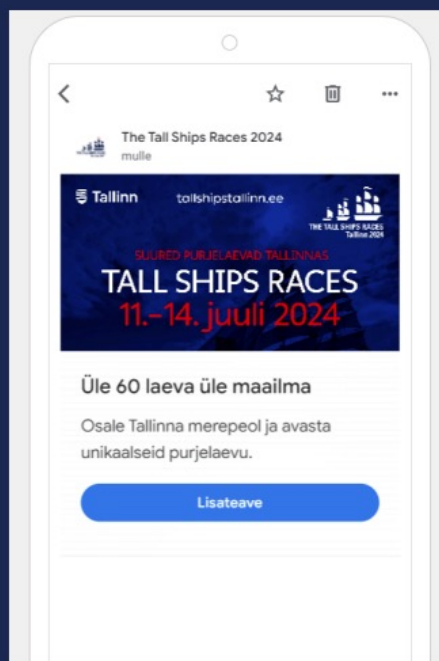 The Tall Ships Races 2024
mulle
Tallinn
tallshipstallinn.ee
THE TALL SHIPS RACES
Tallinn 2024
SUURED PURJELAEVAD TALLINNAS
TALL SHIPS RACES
11.–14. juuli 2024
Üle 60 laeva üle maailma
Osale Tallinna merepeol ja avasta
unikaalseid purjelaevu.
Lisateave